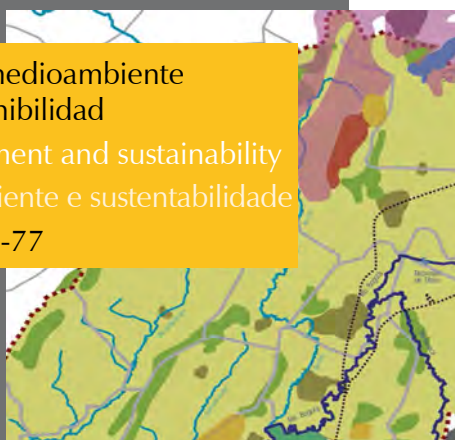 medioambiente
nibilidad
ment and sustainability
iente e sustentabilidade
-77